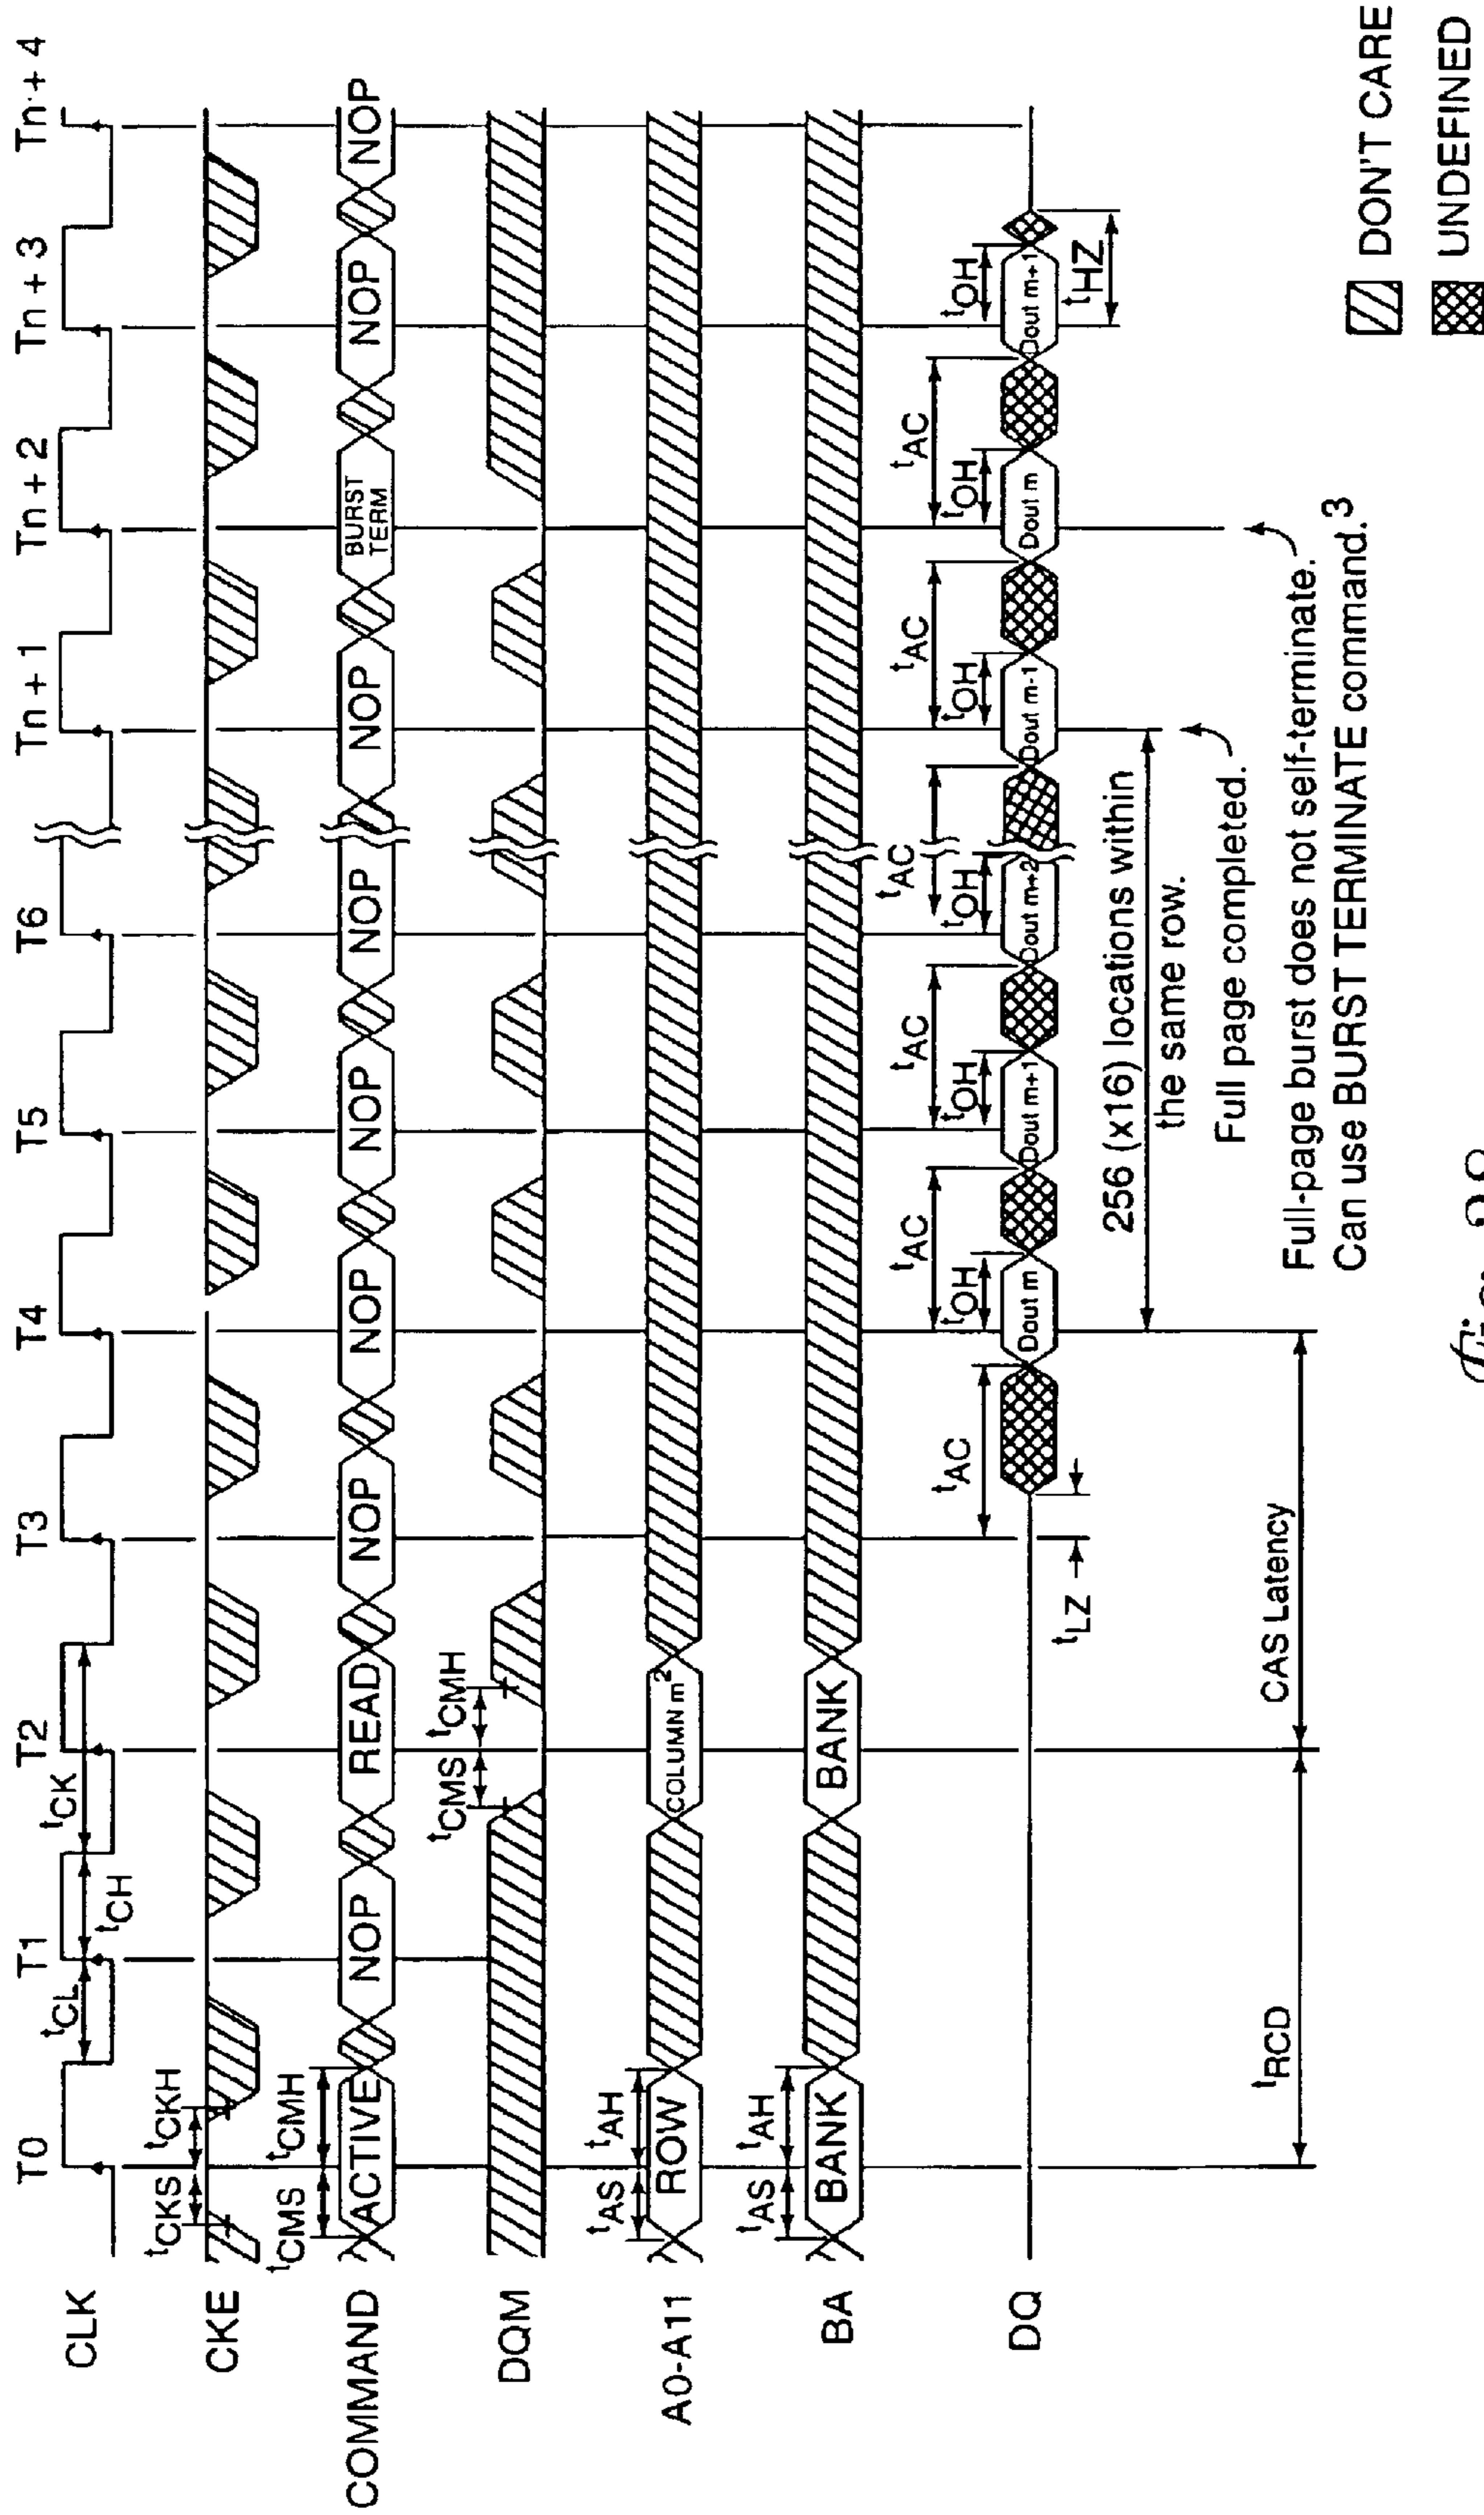 T0 T1 T2 T3 T4 T5 T6 Tn + 1 Tn + 2 Tn + 3 Tn + 4
CLK tCL tCH tCK
tCKS tCKH
CKE
tCMS tCMH
COMMAND ACTIVE NOP READ NOP NOP NOP NOP NOP BURST TERM NOP NOP
tCMS tCMH
DQM
tAS tAH
A0-A11 ROW COLUMN m2
tAS tAH
BA BANK BANK
tAC tAC tAC tAC tAC tAC
tAC tOH tOH tOH tOH tOH tOH
DQ Dout m Dout m+1 Dout m+2 Dout m-1 Dout m Dout m+1
tLZ tHZ
256 (x16) locations within
the same row.
Full page completed.
tRCD CAS Latency
Full-page burst does not self-terminate.
Can use BURST TERMINATE command.3
DON'T CARE
UNDEFINED